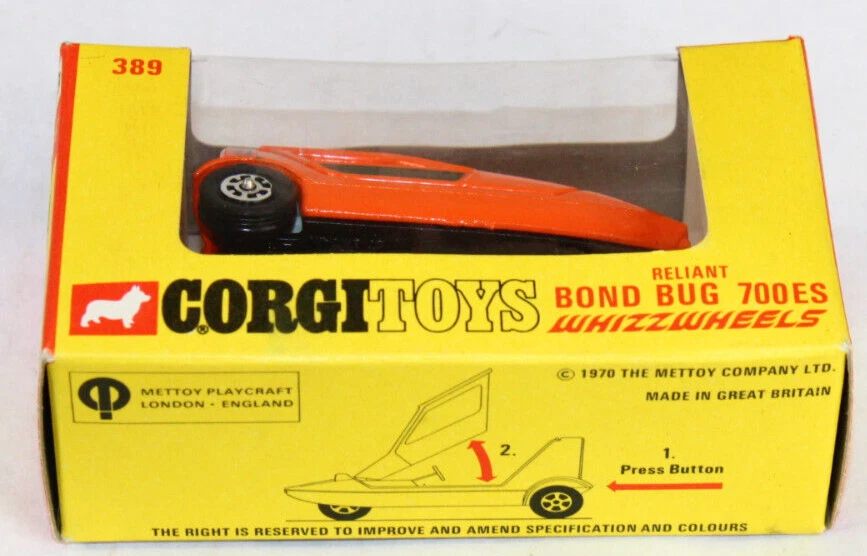 389
CORGI TOYS
RELIANT
BOND BUG 700ES
WHIZZWHEELS
METTOY PLAYCRAFT
LONDON - ENGLAND
© 1970 THE METTOY COMPANY LTD.
MADE IN GREAT BRITAIN
2.
1.
Press Button
THE RIGHT IS RESERVED TO IMPROVE AND AMEND SPECIFICATION AND COLOURS